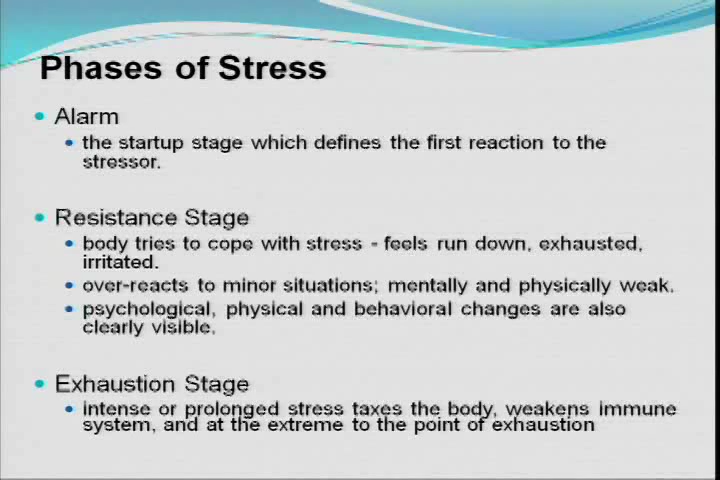 Phases of Stress
Alarm
the startup stage which defines the first reaction to the
stressor.
Resistance Stage
body tries to cope with stress - feels run down, exhausted,
irritated.
over-reacts to minor situations; mentally and physically weak.
psychological, physical and behavioral changes are also
clearly visible.
Exhaustion Stage
intense or prolonged stress taxes the body, weakens immune
system, and at the extreme to the point of exhaustion